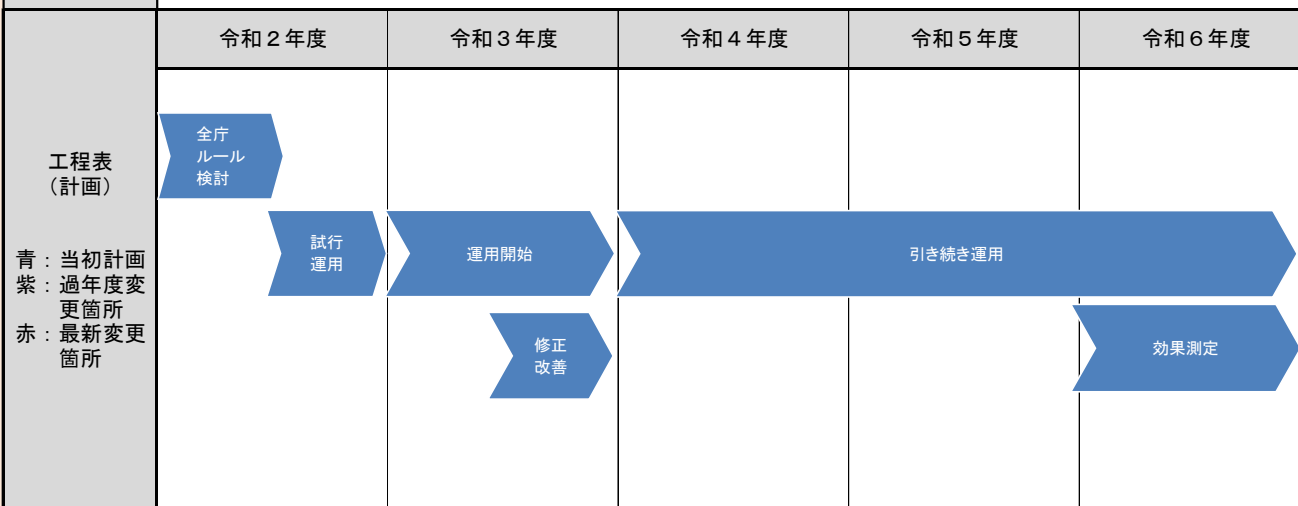 令和２年度
令和３年度
令和４年度
令和５年度
令和６年度
工程表
（計画）
青：当初計画
紫：過年度変
更箇所
赤：最新変更
箇所
全庁
ルール
検討
試行
運用
運用開始
引き続き運用
修正
改善
効果測定